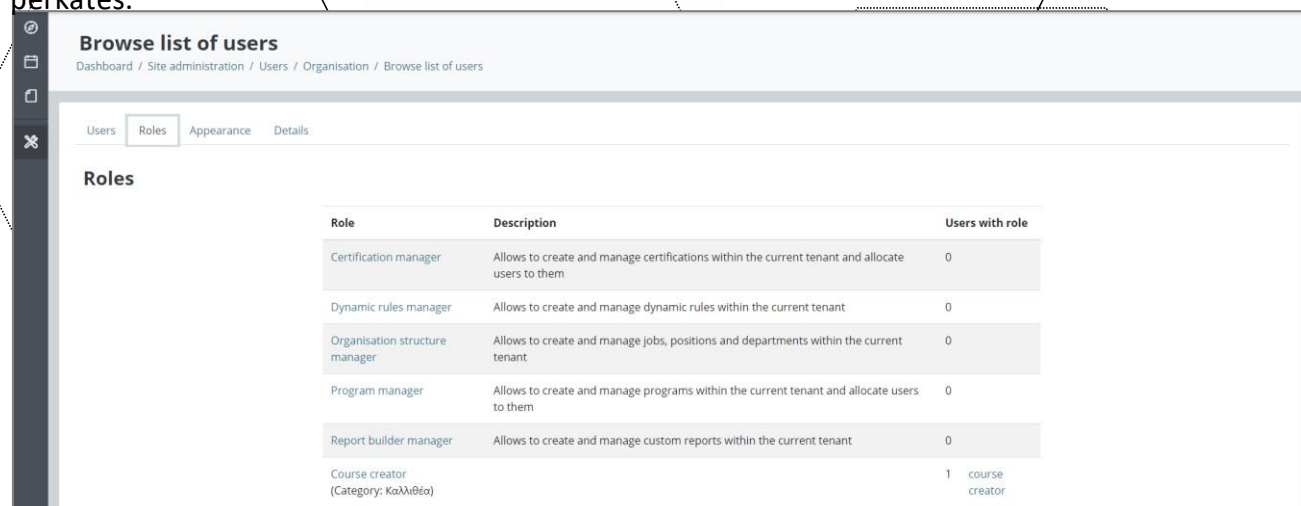 Browse list of users
Dashboard / Site administration / Users / Organisation / Browse list of users
Users Roles Appearance Details
Roles
Role Description Users with role
Certification manager Allows to create and manage certifications within the current tenant and allocate 0
users to them
Dynamic rules manager Allows to create and manage dynamic rules within the current tenant 0
Organisation structure Allows to create and manage jobs, positions and departments within the current 0
manager tenant
Program manager Allows to create and manage programs within the current tenant and allocate users 0
to them
Report builder manager Allows to create and manage custom reports within the current tenant 0
Course creator 1 course
(Category: Καλλιθέα) creator